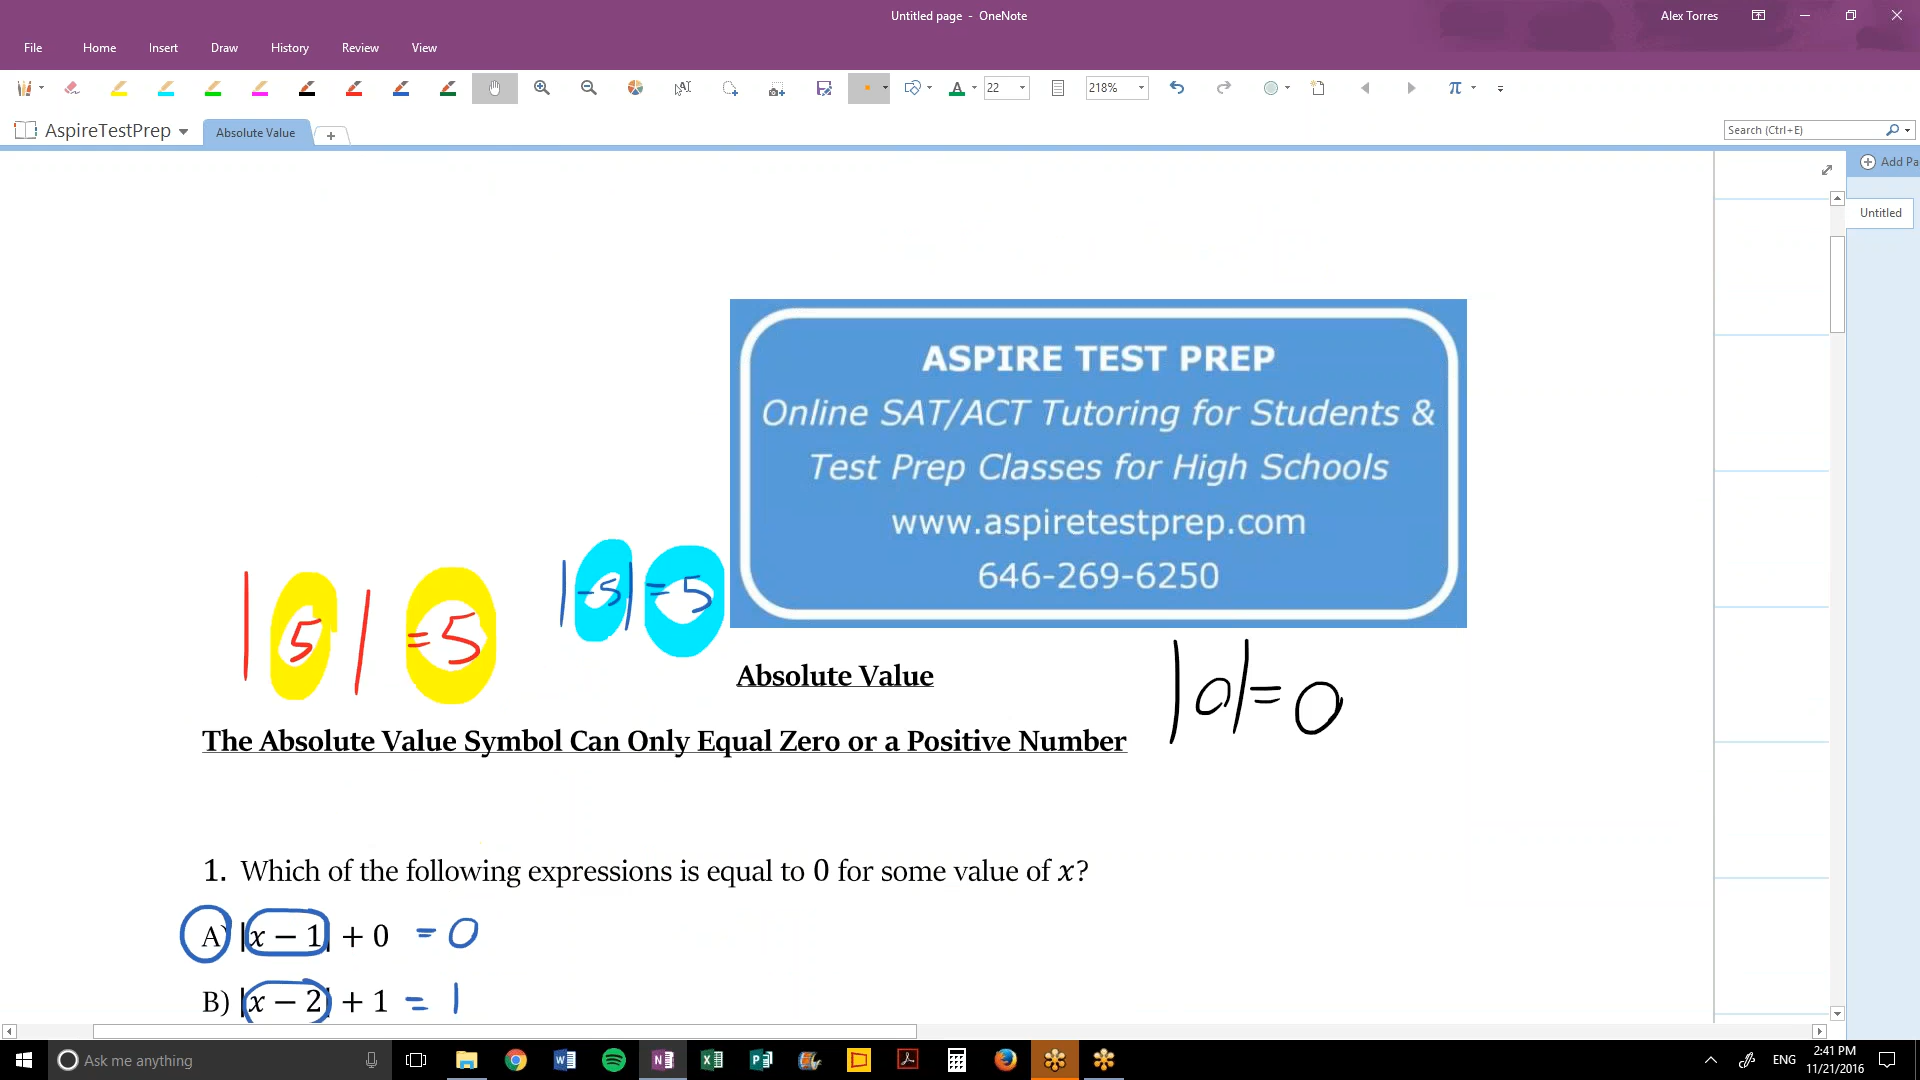 Untitled page - OneNote
Alex Torres
File Home Insert Draw History Review View
22
218%
AspireTestPrep
Absolute Value
Search (Ctrl+E)
Add Pa
Untitled
ASPIRE TEST PREP
Online SAT/ACT Tutoring for Students &
Test Prep Classes for High Schools
www.aspiretestprep.com
646-269-6250
|5| = 5
|-5| = 5
Absolute Value
|0| = 0
The Absolute Value Symbol Can Only Equal Zero or a Positive Number
1. Which of the following expressions is equal to 0 for some value of x?
A) |x − 1| + 0 = 0
B) |x − 2| + 1 = 1
Ask me anything
ENG
2:41 PM
11/21/2016